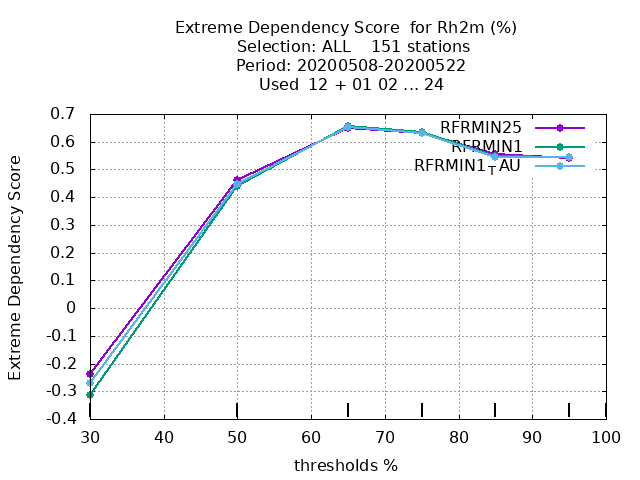 Extreme Dependency Score  for Rh2m (%)
Selection: ALL    151 stations
Period: 20200508-20200522
Used  12 + 01 02 ... 24
Extreme Dependency Score
0.7
0.6
0.5
0.4
0.3
0.2
0.1
0
-0.1
-0.2
-0.3
-0.4
RFRMIN25
RFRMIN1
RFRMIN1TAU
30 40 50 60 70 80 90 100
thresholds %